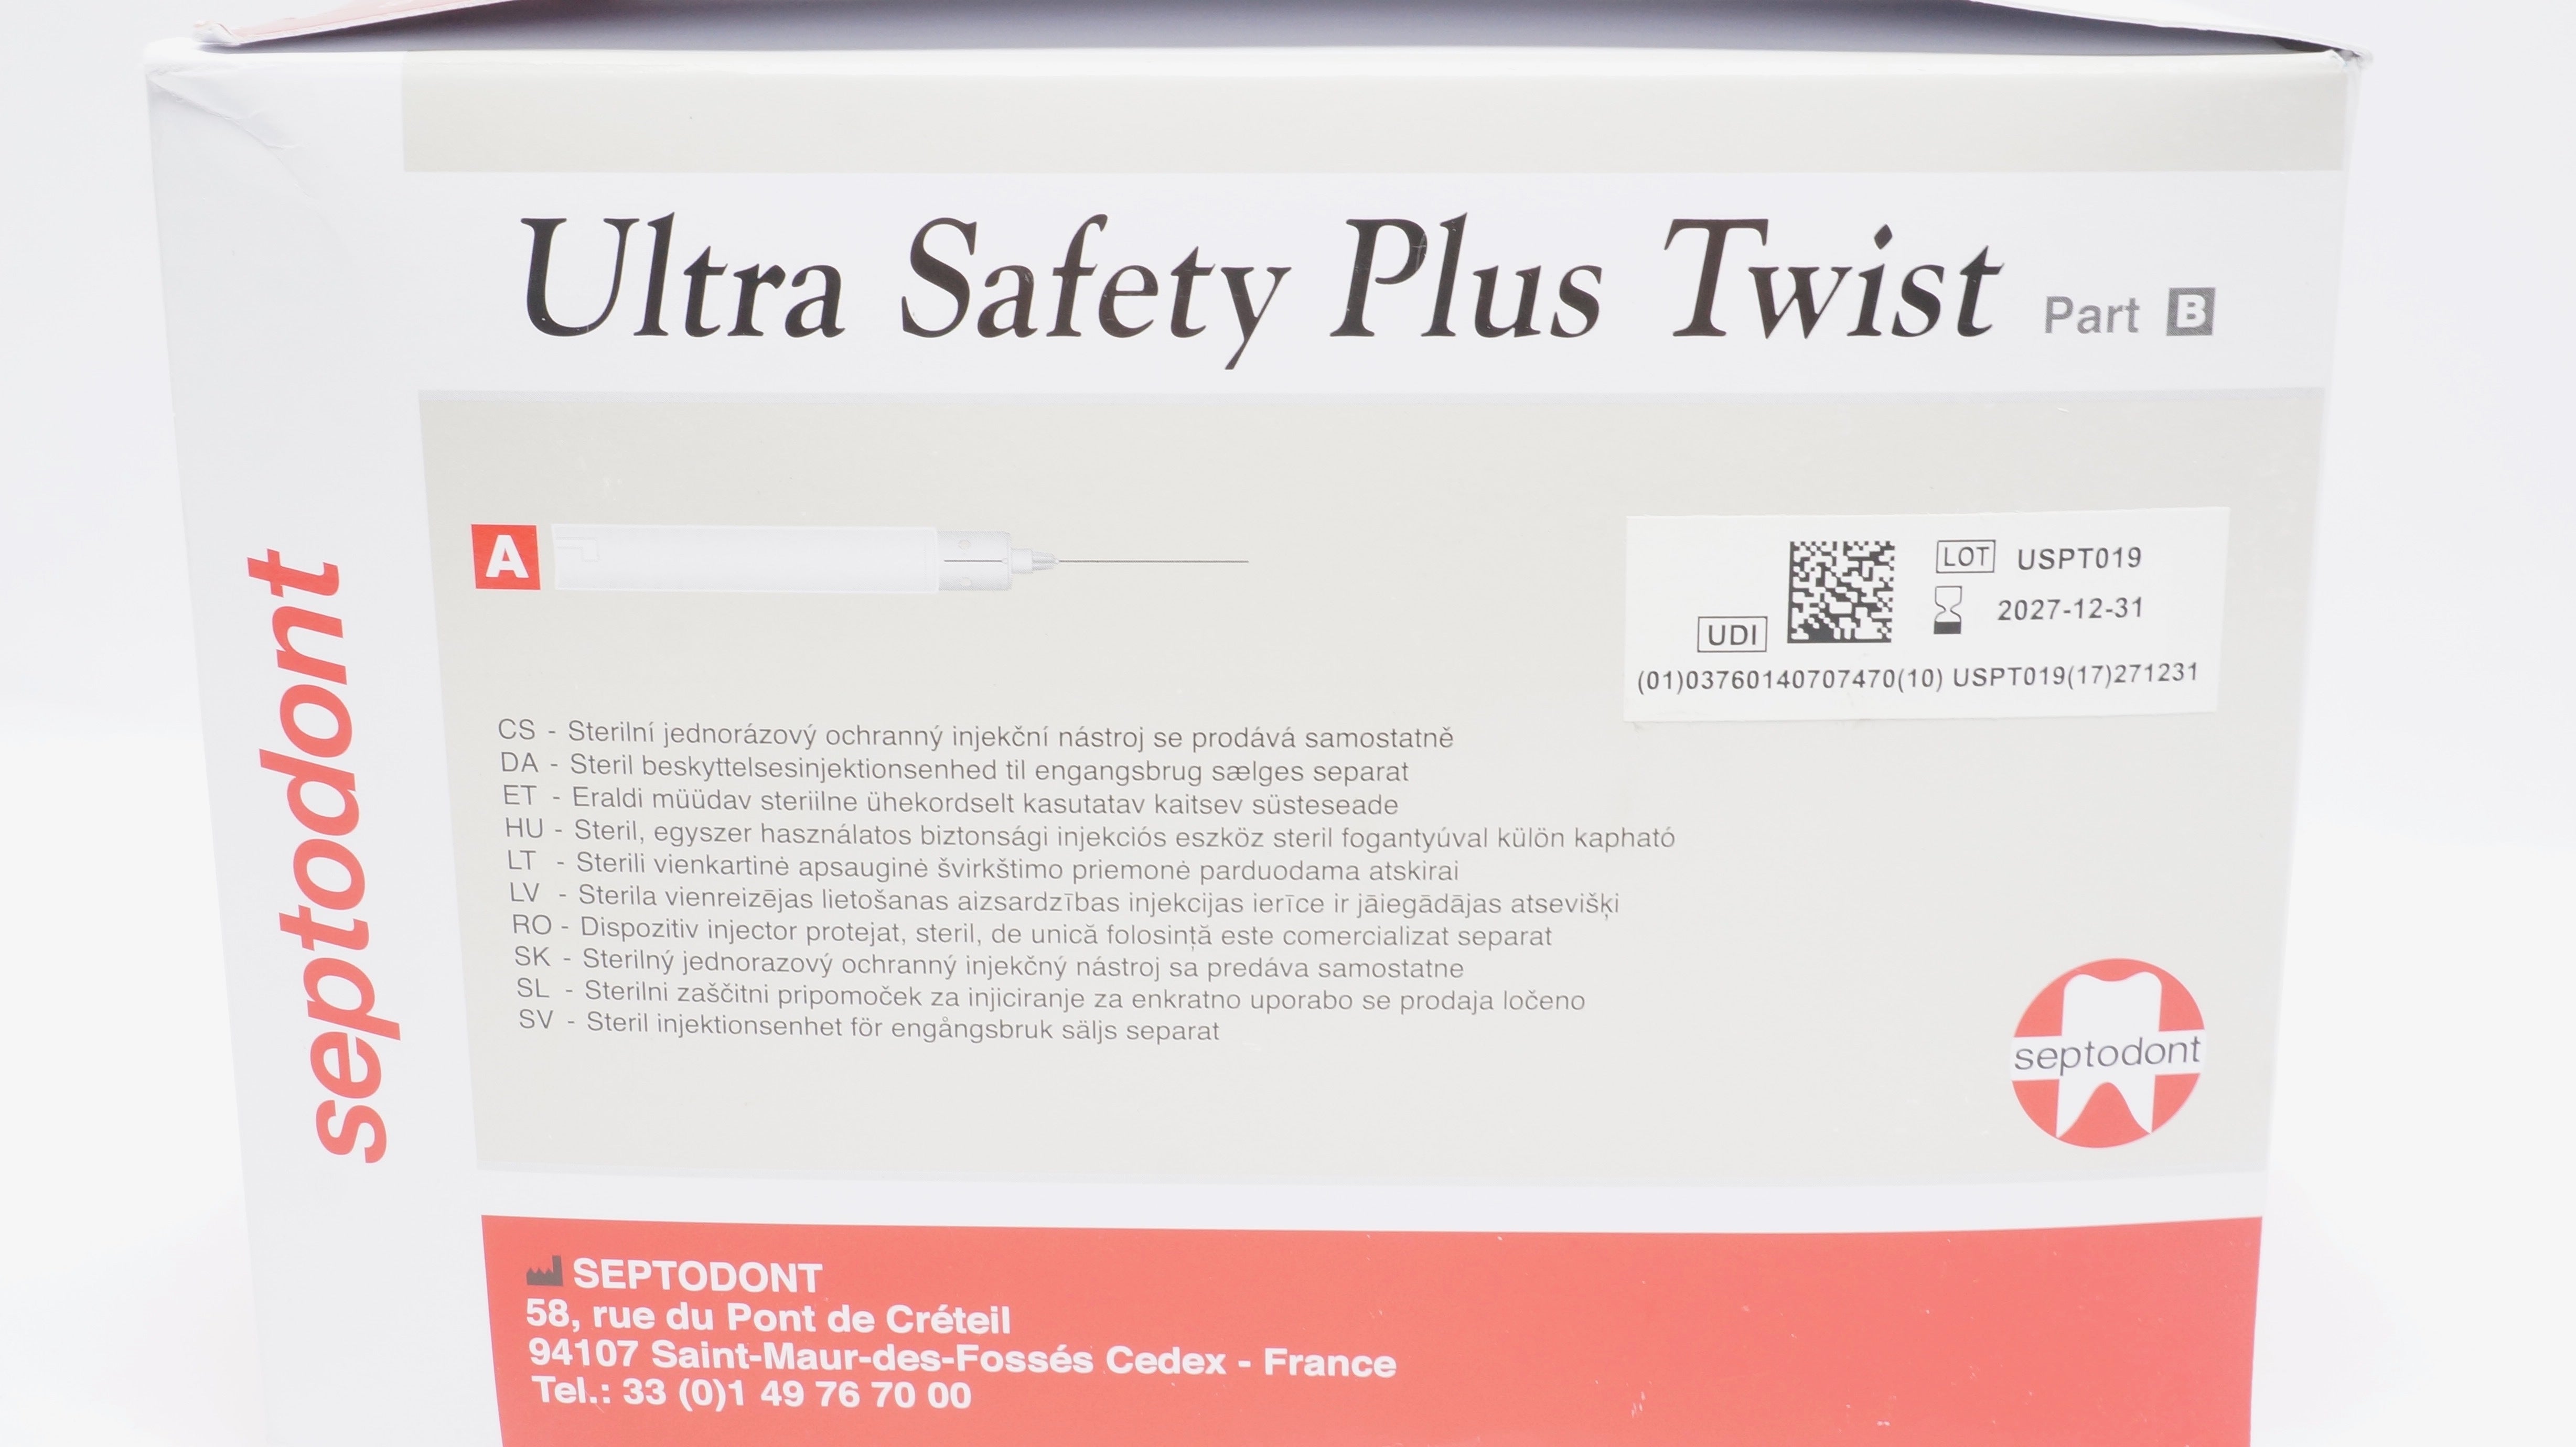 Ultra Safety Plus Twist Part B
septodont
A
LOT USPT019
2027-12-31
UDI
(01)03760140707470(10) USPT019(17)271231
CS - Sterilní jednorázový ochranný injekční nástroj se prodává samostatně
DA - Steril beskyttelsesinjektionsenhed til engangsbrug sælges separat
ET - Eraldi müüdav steriilne ühekordselt kasutatav kaitsev süsteseade
HU - Steril, egyszer használatos biztonsági injekciós eszköz steril fogantyúval külön kapható
LT - Sterili vienkartinė apsauginė švirkštimo priemonė parduodama atskirai
LV - Sterila vienreizējas lietošanas aizsardzības injekcijas ierīce ir jāiegādājas atsevišķi
RO - Dispozitiv injector protejat, steril, de unică folosință este comercializat separat
SK - Sterilný jednorazový ochranný injekčný nástroj sa predáva samostatne
SL - Sterilni zaščitni pripomoček za injiciranje za enkratno uporabo se prodaja ločeno
SV - Steril injektionsenhet för engångsbruk säljs separat
septodont
SEPTODONT
58, rue du Pont de Créteil
94107 Saint-Maur-des-Fossés Cedex - France
Tel.: 33 (0)1 49 76 70 00